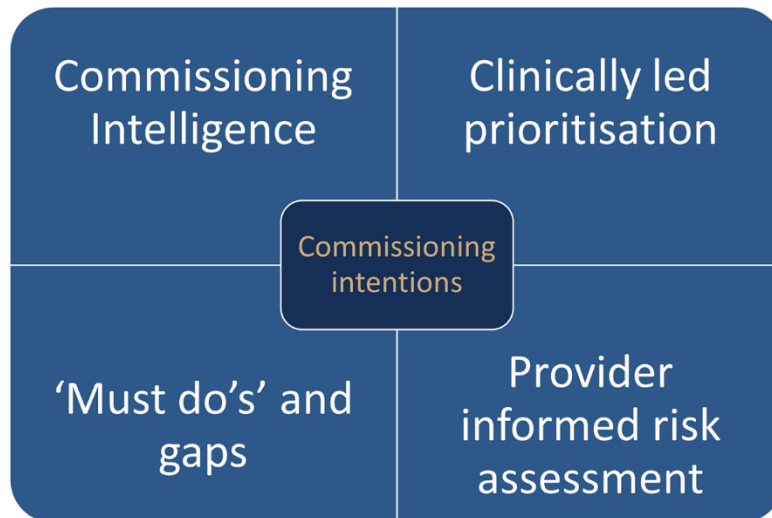 Commissioning
Intelligence
Clinically led
prioritisation
Commissioning
intentions
‘Must do’s’ and
gaps
Provider
informed risk
assessment